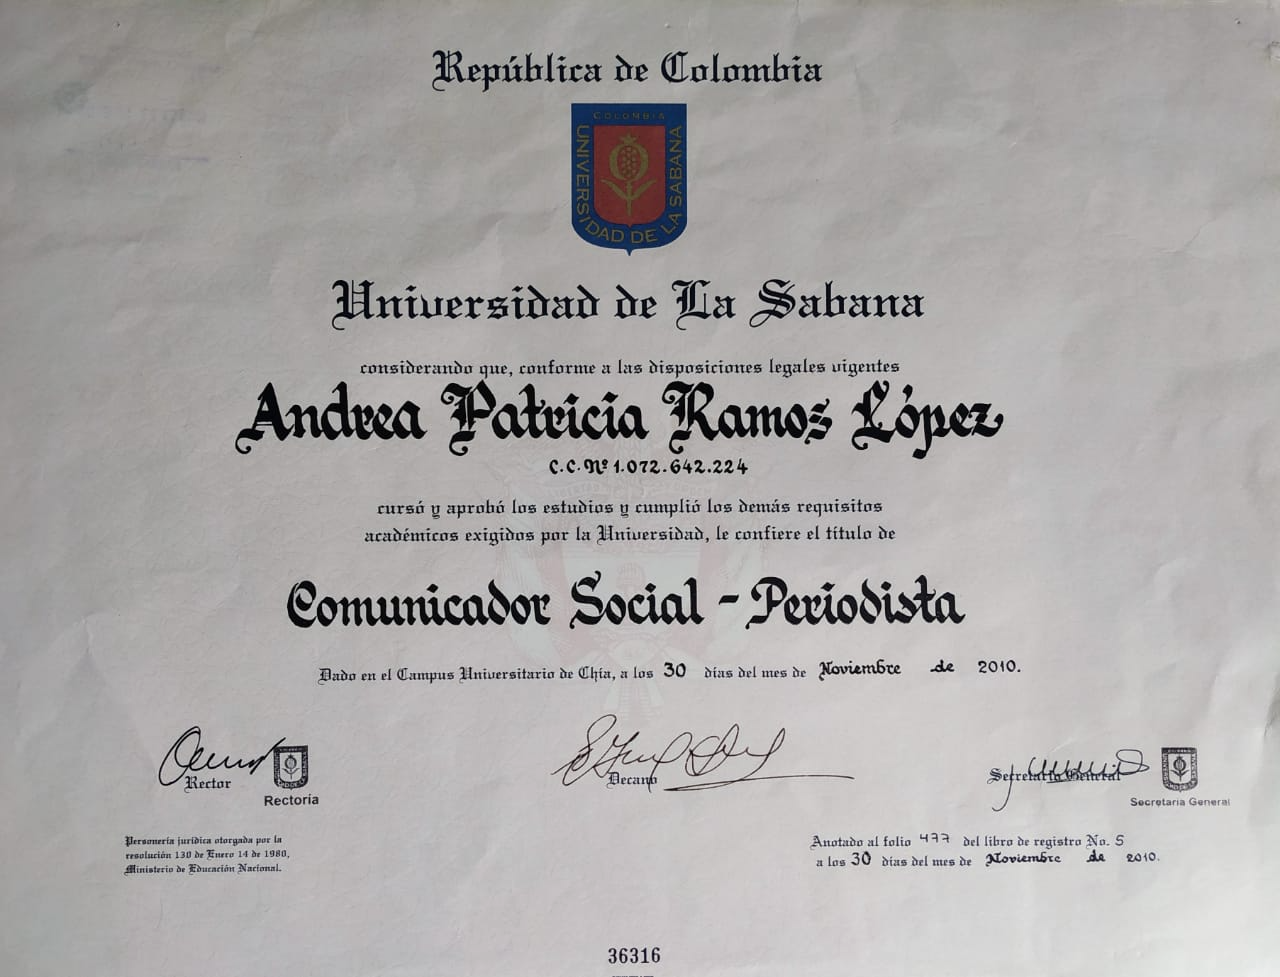 República de Colombia
COLOMBIA
UNIVERSIDAD DE LA SABANA
Universidad de La Sabana
considerando que, conforme a las disposiciones legales vigentes
Andrea Patricia Ramos López
C.C. Nº 1.072.642.224
cursó y aprobó los estudios y cumplió los demás requisitos
académicos exigidos por la Universidad, le confiere el título de
Comunicador Social - Periodista
Dado en el Campus Universitario de Chía, a los 30 días del mes de Noviembre de 2010.
Rector
Rectoría
Decano
Secretario General
Secretaria General
Personería jurídica otorgada por la
resolución 130 de Enero 14 de 1980,
Ministerio de Educación Nacional.
Anotado al folio 477 del libro de registro No. 5
a los 30 días del mes de Noviembre de 2010.
36316